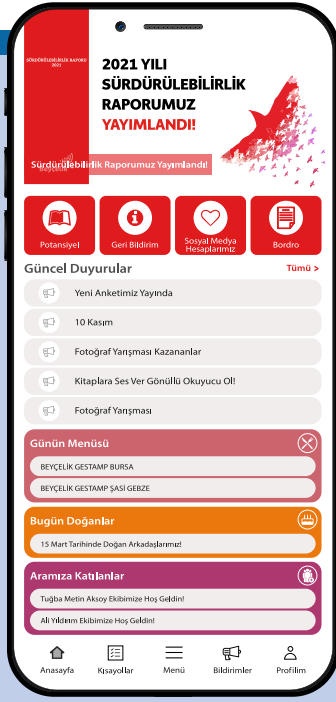 SÜRDÜRÜLEBİLİRLİK RAPORU
2021
2021 YILI
SÜRDÜRÜLEBİLİRLİK
RAPORUMUZ
YAYIMLANDI!
Sürdürülebilirlik Raporumuz Yayımlandı!
BEYÇELİK
Potansiyel
Geri Bildirim
Sosyal Medya
Hesaplarımız
Bordro
Güncel Duyurular
Tümü >
Yeni Anketimiz Yayında
10 Kasım
Fotoğraf Yarışması Kazananlar
Kitaplara Ses Ver Gönüllü Okuyucu Ol!
Fotoğraf Yarışması
Günün Menüsü
BEYÇELİK GESTAMP BURSA
BEYÇELİK GESTAMP ŞASİ GEBZE
Bugün Doğanlar
15 Mart Tarihinde Doğan Arkadaşlarımız!
Aramıza Katılanlar
Tuğba Metin Aksoy Ekibimize Hoş Geldin!
Ali Yıldırım Ekibimize Hoş Geldin!
Anasayfa
Kısayollar
Menü
Bildirimler
Profilim